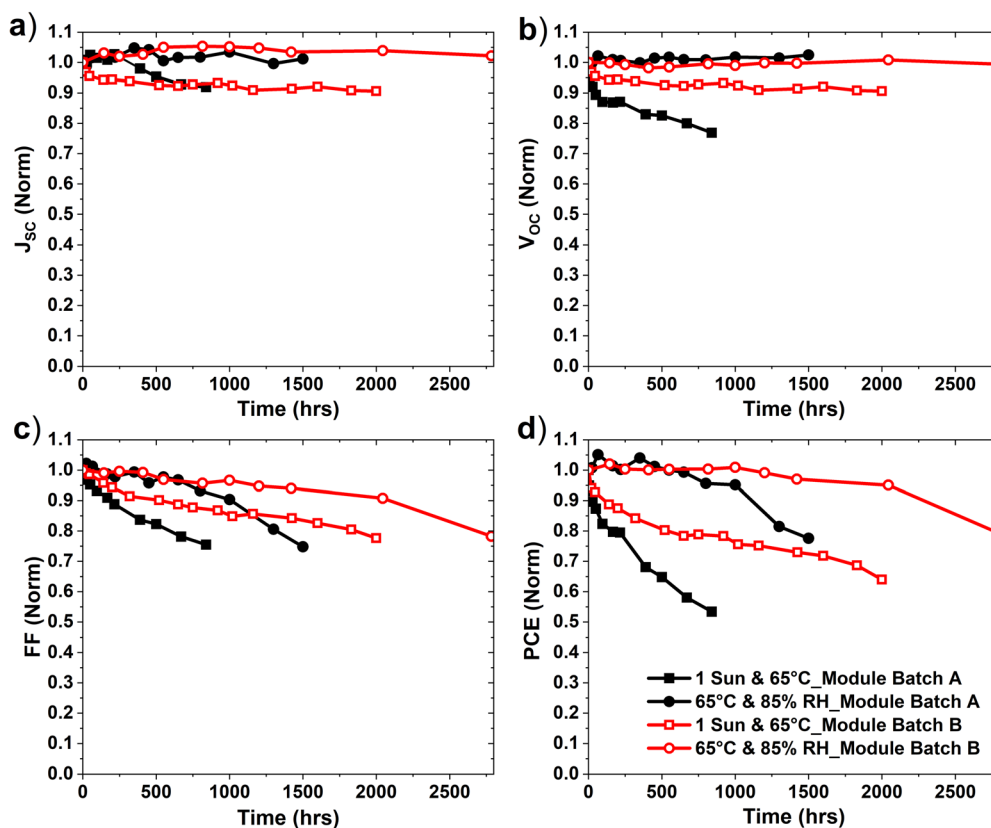 a)
1.1
1.0
0.9
0.8
0.7
0.6
0.5
0.4
0.3
0.2
0.1
0.0
J_SC (Norm)
0 500 1000 1500 2000 2500
Time (hrs)
b)
1.1
1.0
0.9
0.8
0.7
0.6
0.5
0.4
0.3
0.2
0.1
0.0
V_OC (Norm)
0 500 1000 1500 2000 2500
Time (hrs)
c)
1.1
1.0
0.9
0.8
0.7
0.6
0.5
0.4
0.3
0.2
0.1
0.0
FF (Norm)
0 500 1000 1500 2000 2500
Time (hrs)
d)
1.1
1.0
0.9
0.8
0.7
0.6
0.5
0.4
0.3
0.2
0.1
0.0
PCE (Norm)
1 Sun & 65°C_Module Batch A
65°C & 85% RH_Module Batch A
1 Sun & 65°C_Module Batch B
65°C & 85% RH_Module Batch B
0 500 1000 1500 2000 2500
Time (hrs)